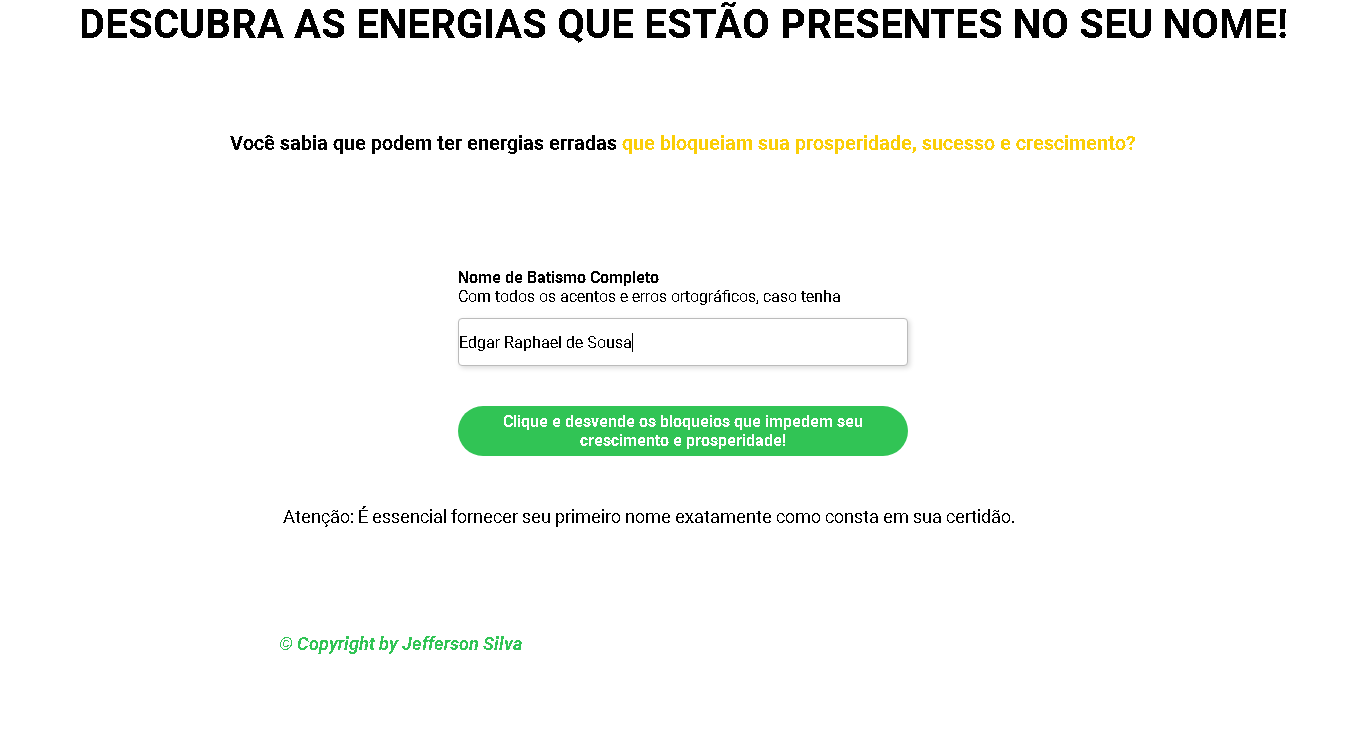 DESCUBRA AS ENERGIAS QUE ESTÃO PRESENTES NO SEU NOME!
Você sabia que podem ter energias erradas que bloqueiam sua prosperidade, sucesso e crescimento?
Nome de Batismo Completo
Com todos os acentos e erros ortográficos, caso tenha
Edgar Raphael de Sousa
Clique e desvende os bloqueios que impedem seu
crescimento e prosperidade!
Atenção: É essencial fornecer seu primeiro nome exatamente como consta em sua certidão.
© Copyright by Jefferson Silva